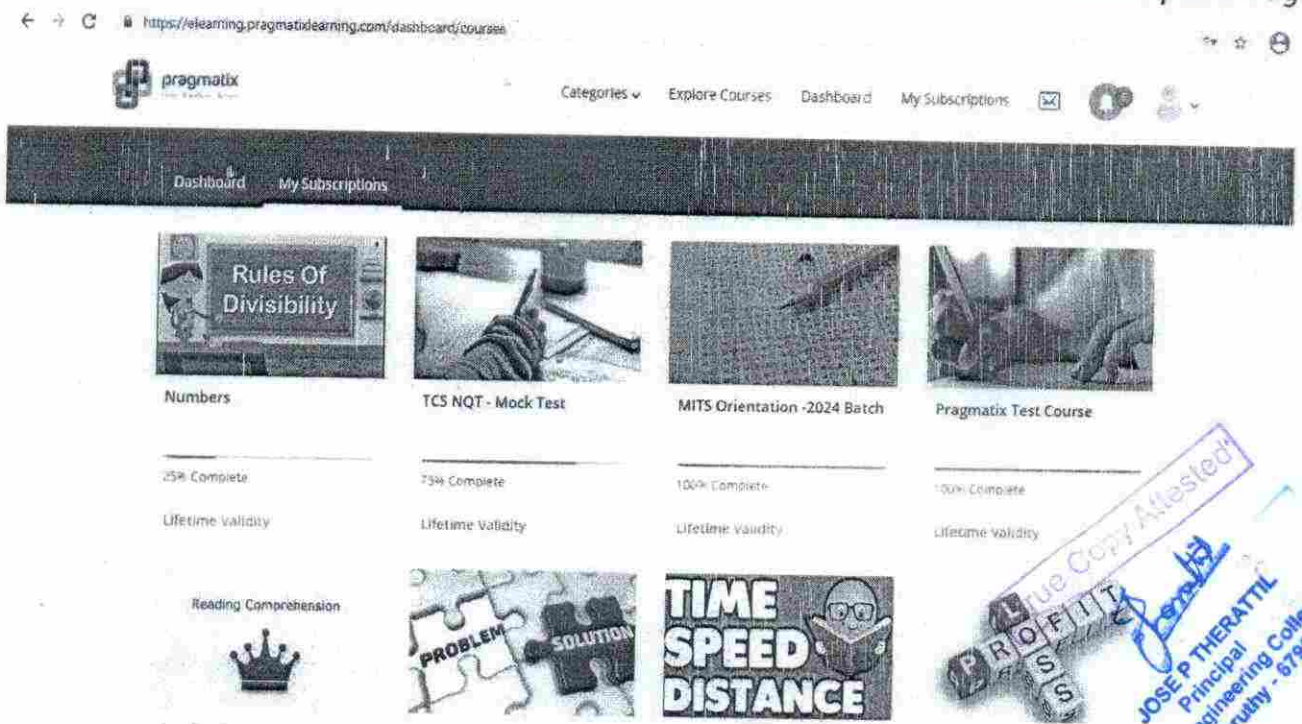 https://elearning.pragmatixlearning.com/dashboard/courses
pragmatix
Categories Explore Courses Dashboard My Subscriptions
Dashboard My Subscriptions
Rules Of
Divisibility
Numbers
TCS NQT - Mock Test
MITS Orientation -2024 Batch
Pragmatix Test Course
25% Complete
75% Complete
100% Complete
100% Complete
Lifetime Validity
Lifetime Validity
Lifetime Validity
Lifetime Validity
True Copy Attested
Reading Comprehension
PROBLEM
SOLUTION
TIME
SPEED
DISTANCE
PROFIT
LOSS
JOSE P THERATTIL
Principal